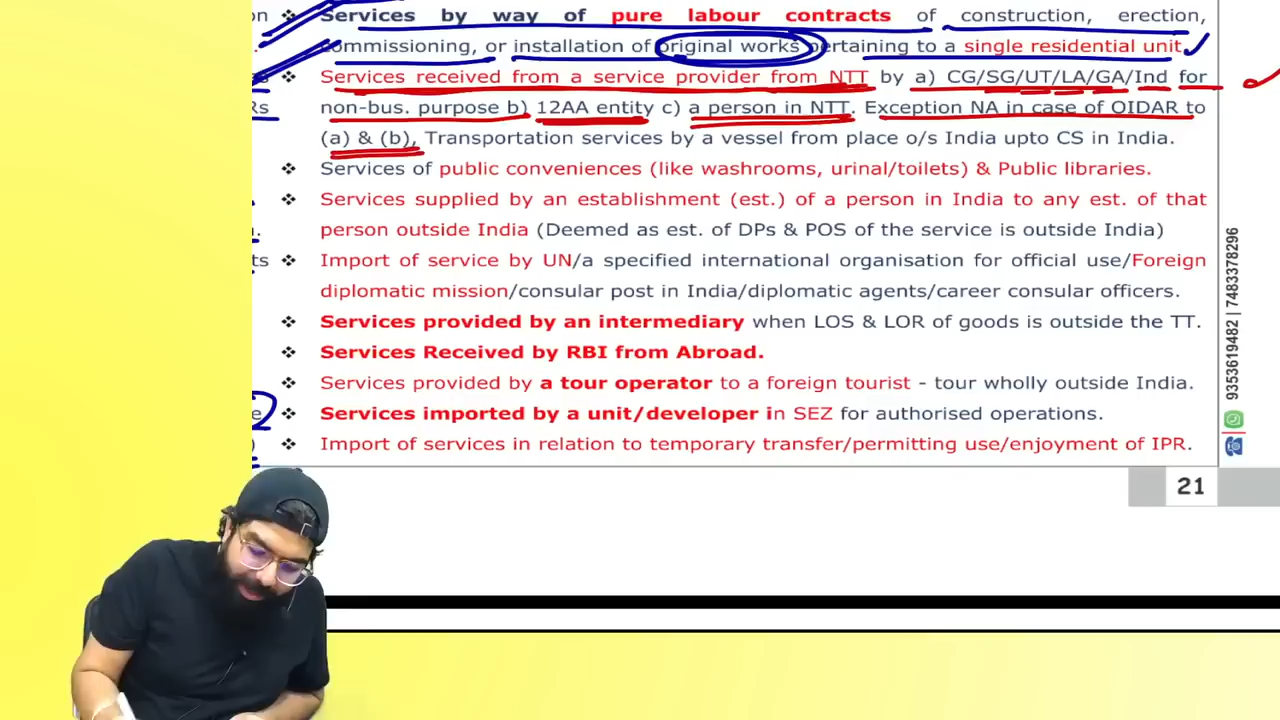 on ❖ Services by way of pure labour contracts of construction, erection,
commissioning, or installation of original works pertaining to a single residential unit
❖ Services received from a service provider from NTT by a) CG/SG/UT/LA/GA/Ind for
Rs non-bus. purpose b) 12AA entity c) a person in NTT. Exception NA in case of OIDAR to
(a) & (b), Transportation services by a vessel from place o/s India upto CS in India.
❖ Services of public conveniences (like washrooms, urinal/toilets) & Public libraries.
❖ Services supplied by an establishment (est.) of a person in India to any est. of that
person outside India (Deemed as est. of DPs & POS of the service is outside India)
ts ❖ Import of service by UN/a specified international organisation for official use/Foreign
diplomatic mission/consular post in India/diplomatic agents/career consular officers.
❖ Services provided by an intermediary when LOS & LOR of goods is outside the TT.
❖ Services Received by RBI from Abroad.
❖ Services provided by a tour operator to a foreign tourist - tour wholly outside India.
e ❖ Services imported by a unit/developer in SEZ for authorised operations.
) ❖ Import of services in relation to temporary transfer/permitting use/enjoyment of IPR.
21
9353619482 | 7483378296